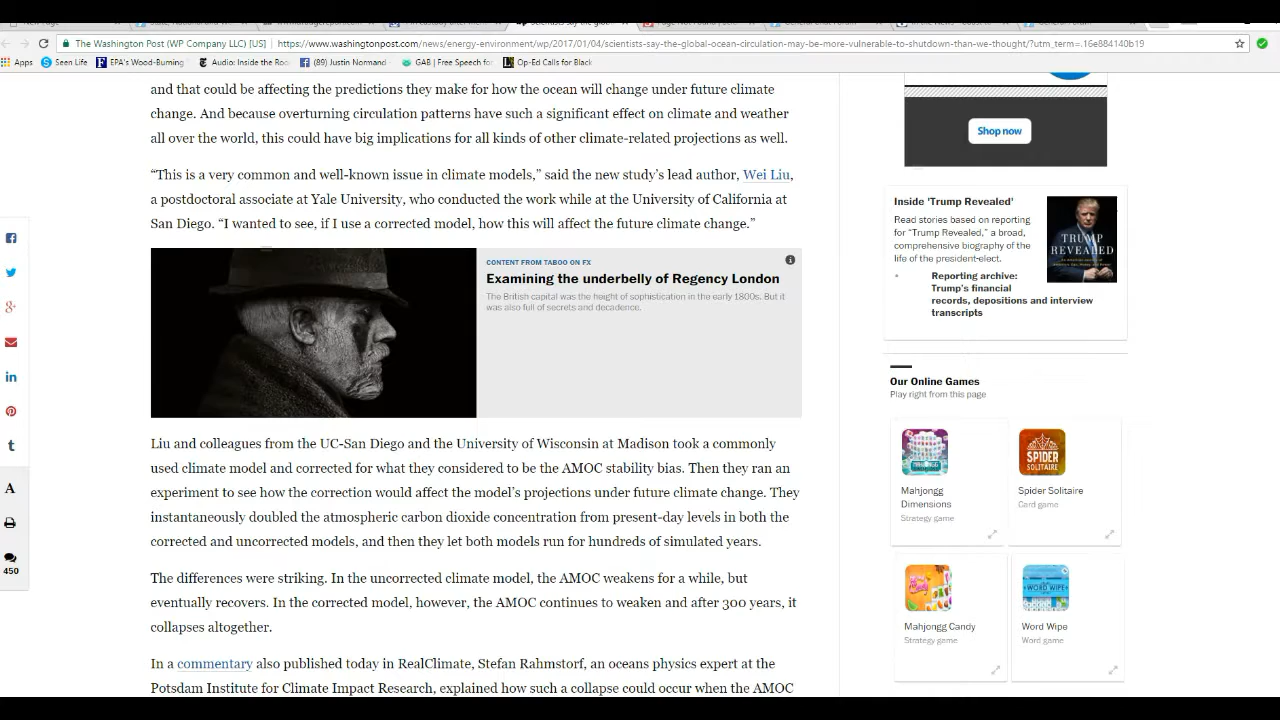 The Washington Post (WP Company LLC) [US]
https://www.washingtonpost.com/news/energy-environment/wp/2017/01/04/scientists-say-the-global-ocean-circulation-may-be-more-vulnerable-to-shutdown-than-we-thought/?utm_term=.16e884140b19
Apps
Seen Life
EPA's Wood-Burning
Audio: Inside the Roo
(89) Justin Normand
GAB | Free Speech for
Op-Ed Calls for Black
and that could be affecting the predictions they make for how the ocean will change under future climate
change. And because overturning circulation patterns have such a significant effect on climate and weather
all over the world, this could have big implications for all kinds of other climate-related projections as well.
“This is a very common and well-known issue in climate models,” said the new study’s lead author, Wei Liu,
a postdoctoral associate at Yale University, who conducted the work while at the University of California at
San Diego. “I wanted to see, if I use a corrected model, how this will affect the future climate change.”
CONTENT FROM TABOO ON FX
Examining the underbelly of Regency London
The British capital was the height of sophistication in the early 1800s. But it
was also full of secrets and decadence.
Liu and colleagues from the UC-San Diego and the University of Wisconsin at Madison took a commonly
used climate model and corrected for what they considered to be the AMOC stability bias. Then they ran an
experiment to see how the correction would affect the model’s projections under future climate change. They
instantaneously doubled the atmospheric carbon dioxide concentration from present-day levels in both the
corrected and uncorrected models, and then they let both models run for hundreds of simulated years.
The differences were striking. In the uncorrected climate model, the AMOC weakens for a while, but
eventually recovers. In the corrected model, however, the AMOC continues to weaken and after 300 years, it
collapses altogether.
In a commentary also published today in RealClimate, Stefan Rahmstorf, an oceans physics expert at the
Potsdam Institute for Climate Impact Research, explained how such a collapse could occur when the AMOC
A
450
Shop now
Inside 'Trump Revealed'
Read stories based on reporting
for “Trump Revealed,” a broad,
comprehensive biography of the
life of the president-elect.
Reporting archive:
Trump’s financial
records, depositions and interview
transcripts
TRUMP
REVEALED
Our Online Games
Play right from this page
Mahjongg
Dimensions
Strategy game
SPIDER
SOLITAIRE
Spider Solitaire
Card game
Mahjongg Candy
Strategy game
WORD WIPE
Word Wipe
Word game